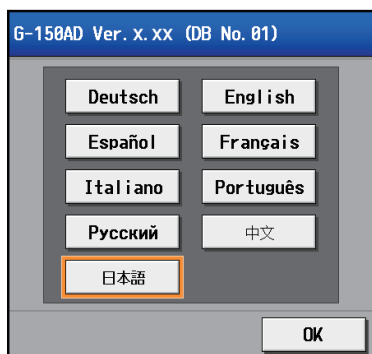 G-150AD Ver. x. xx (DB No. 01)
Deutsch English
Español Français
Italiano Português
Русский 中文
日本語
OK